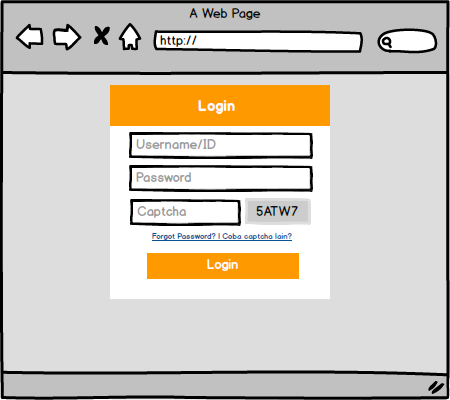 A Web Page
http://
Login
Username/ID
Password
Captcha 5ATW7
Forgot Password? | Coba captcha lain?
Login